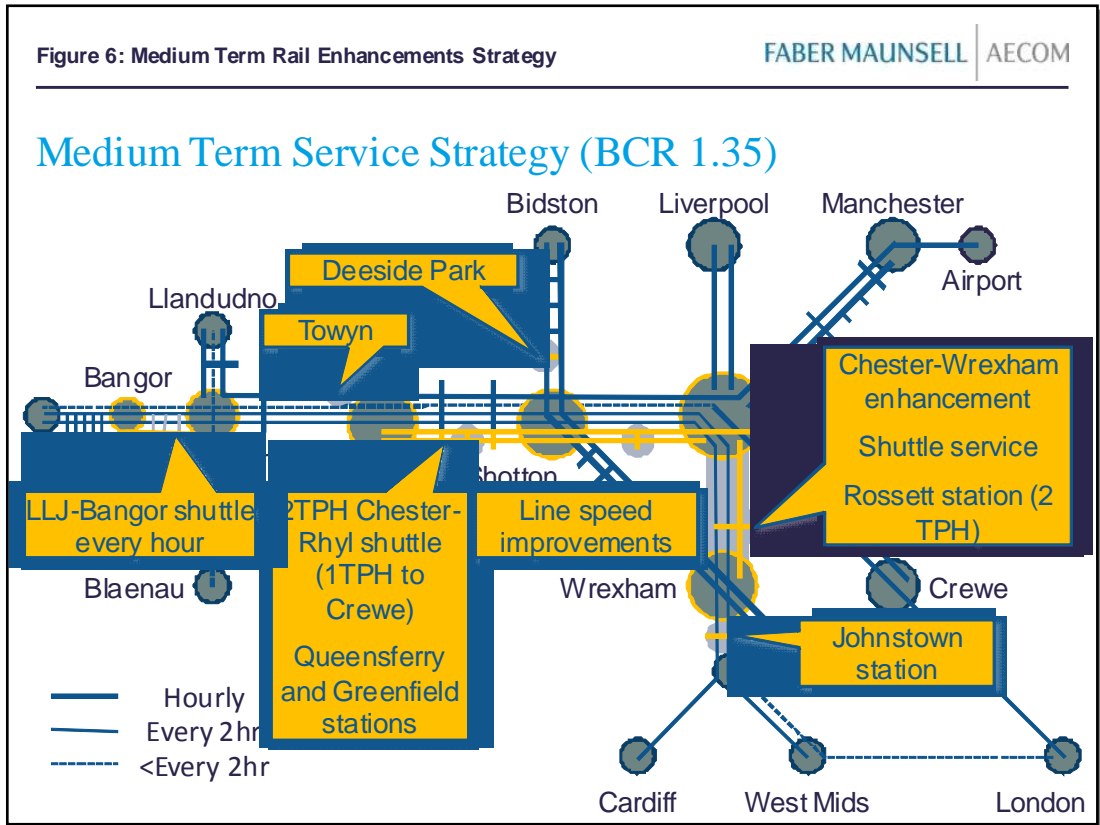 Figure 6: Medium Term Rail Enhancements Strategy
FABER MAUNSELL AECOM
Medium Term Service Strategy (BCR 1.35)
Bidston
Liverpool
Manchester
Airport
Deeside Park
Llandudno
Towyn
Bangor
Chester-Wrexham
enhancement
Shuttle service
Rossett station (2
TPH)
Shotton
LLJ-Bangor shuttle
every hour
2TPH Chester-
Rhyl shuttle
(1TPH to
Crewe)
Queensferry
and Greenfield
stations
Line speed
improvements
Blaenau
Wrexham
Crewe
Johnstown
station
Hourly
Every 2hr
<Every 2hr
Cardiff
West Mids
London